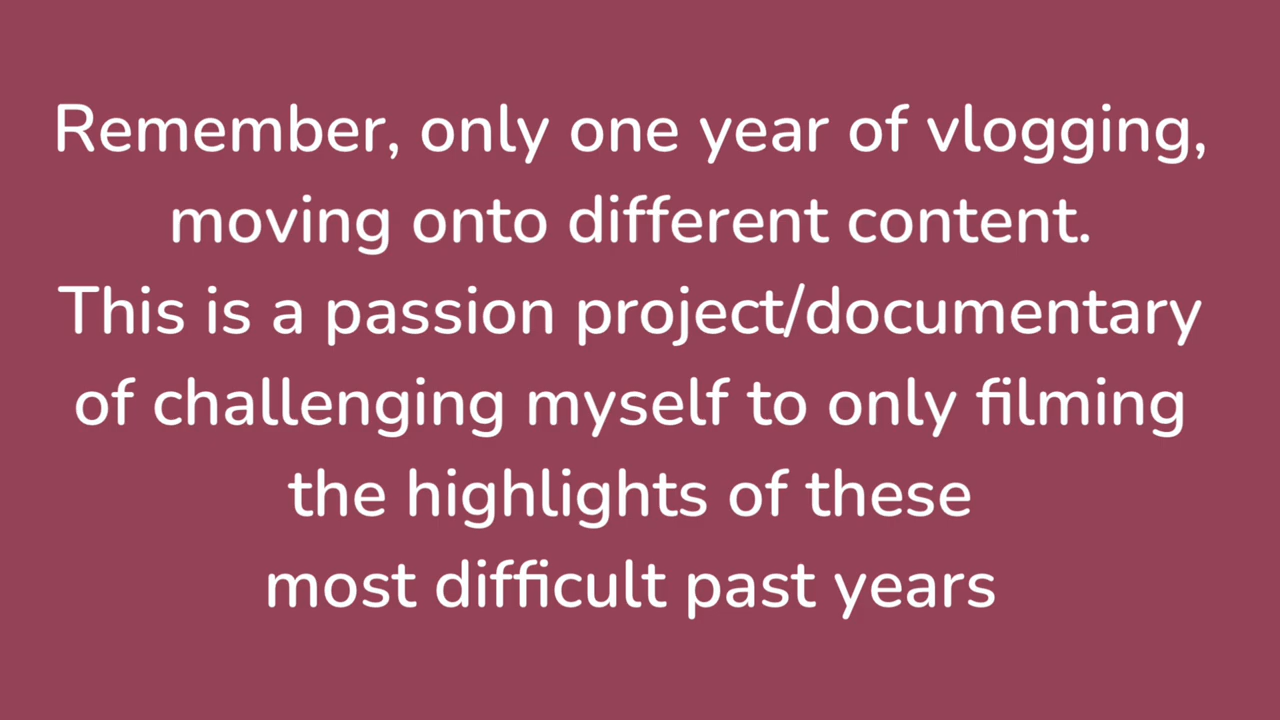 Remember, only one year of vlogging,
moving onto different content.
This is a passion project/documentary
of challenging myself to only filming
the highlights of these
most difficult past years